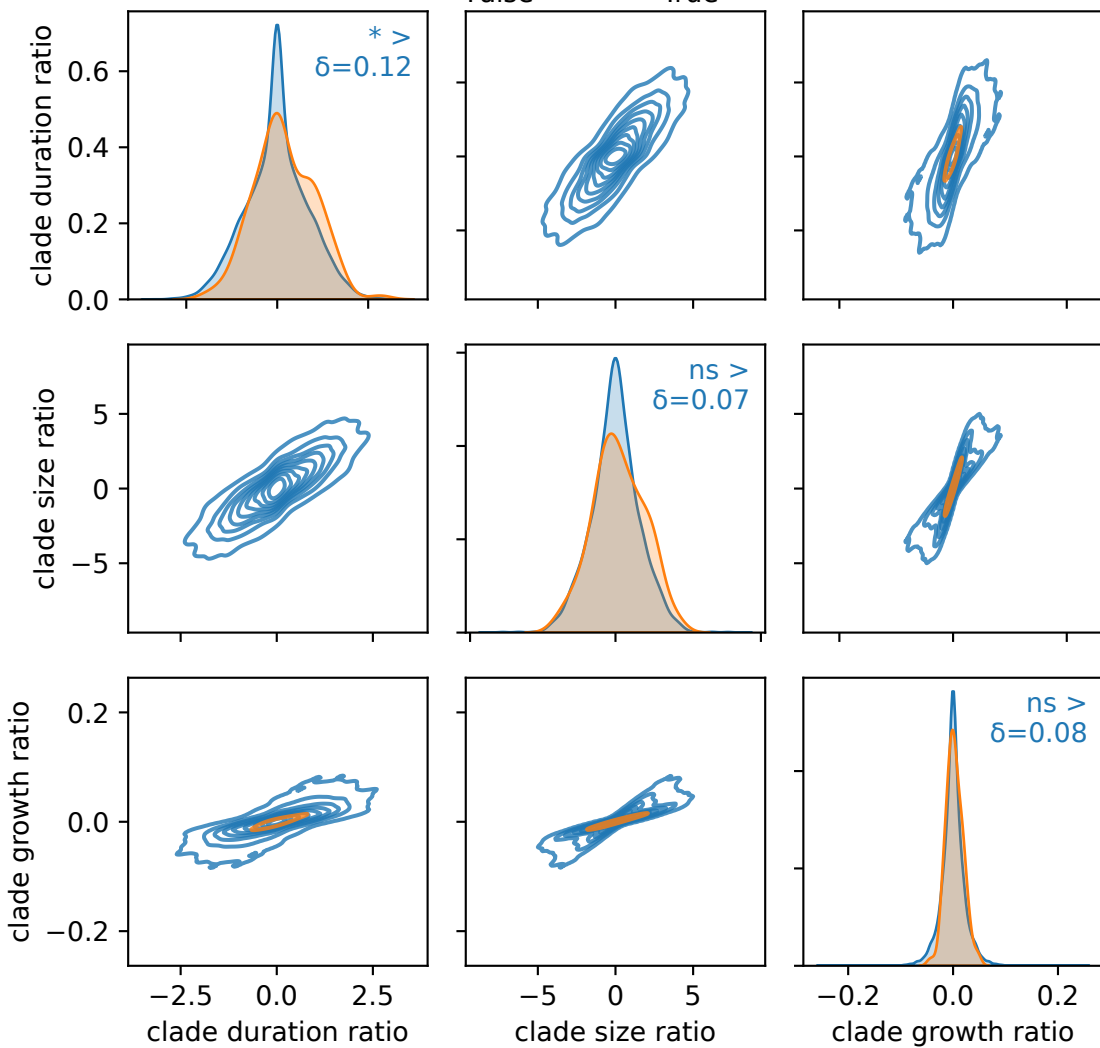 clade duration ratio
0.6
0.4
0.2
0.0
* >
δ=0.12
clade size ratio
5
0
−5
ns >
δ=0.07
clade growth ratio
0.2
0.0
−0.2
ns >
δ=0.08
−2.5 0.0 2.5
−5 0 5
−0.2 0.0 0.2
clade duration ratio
clade size ratio
clade growth ratio